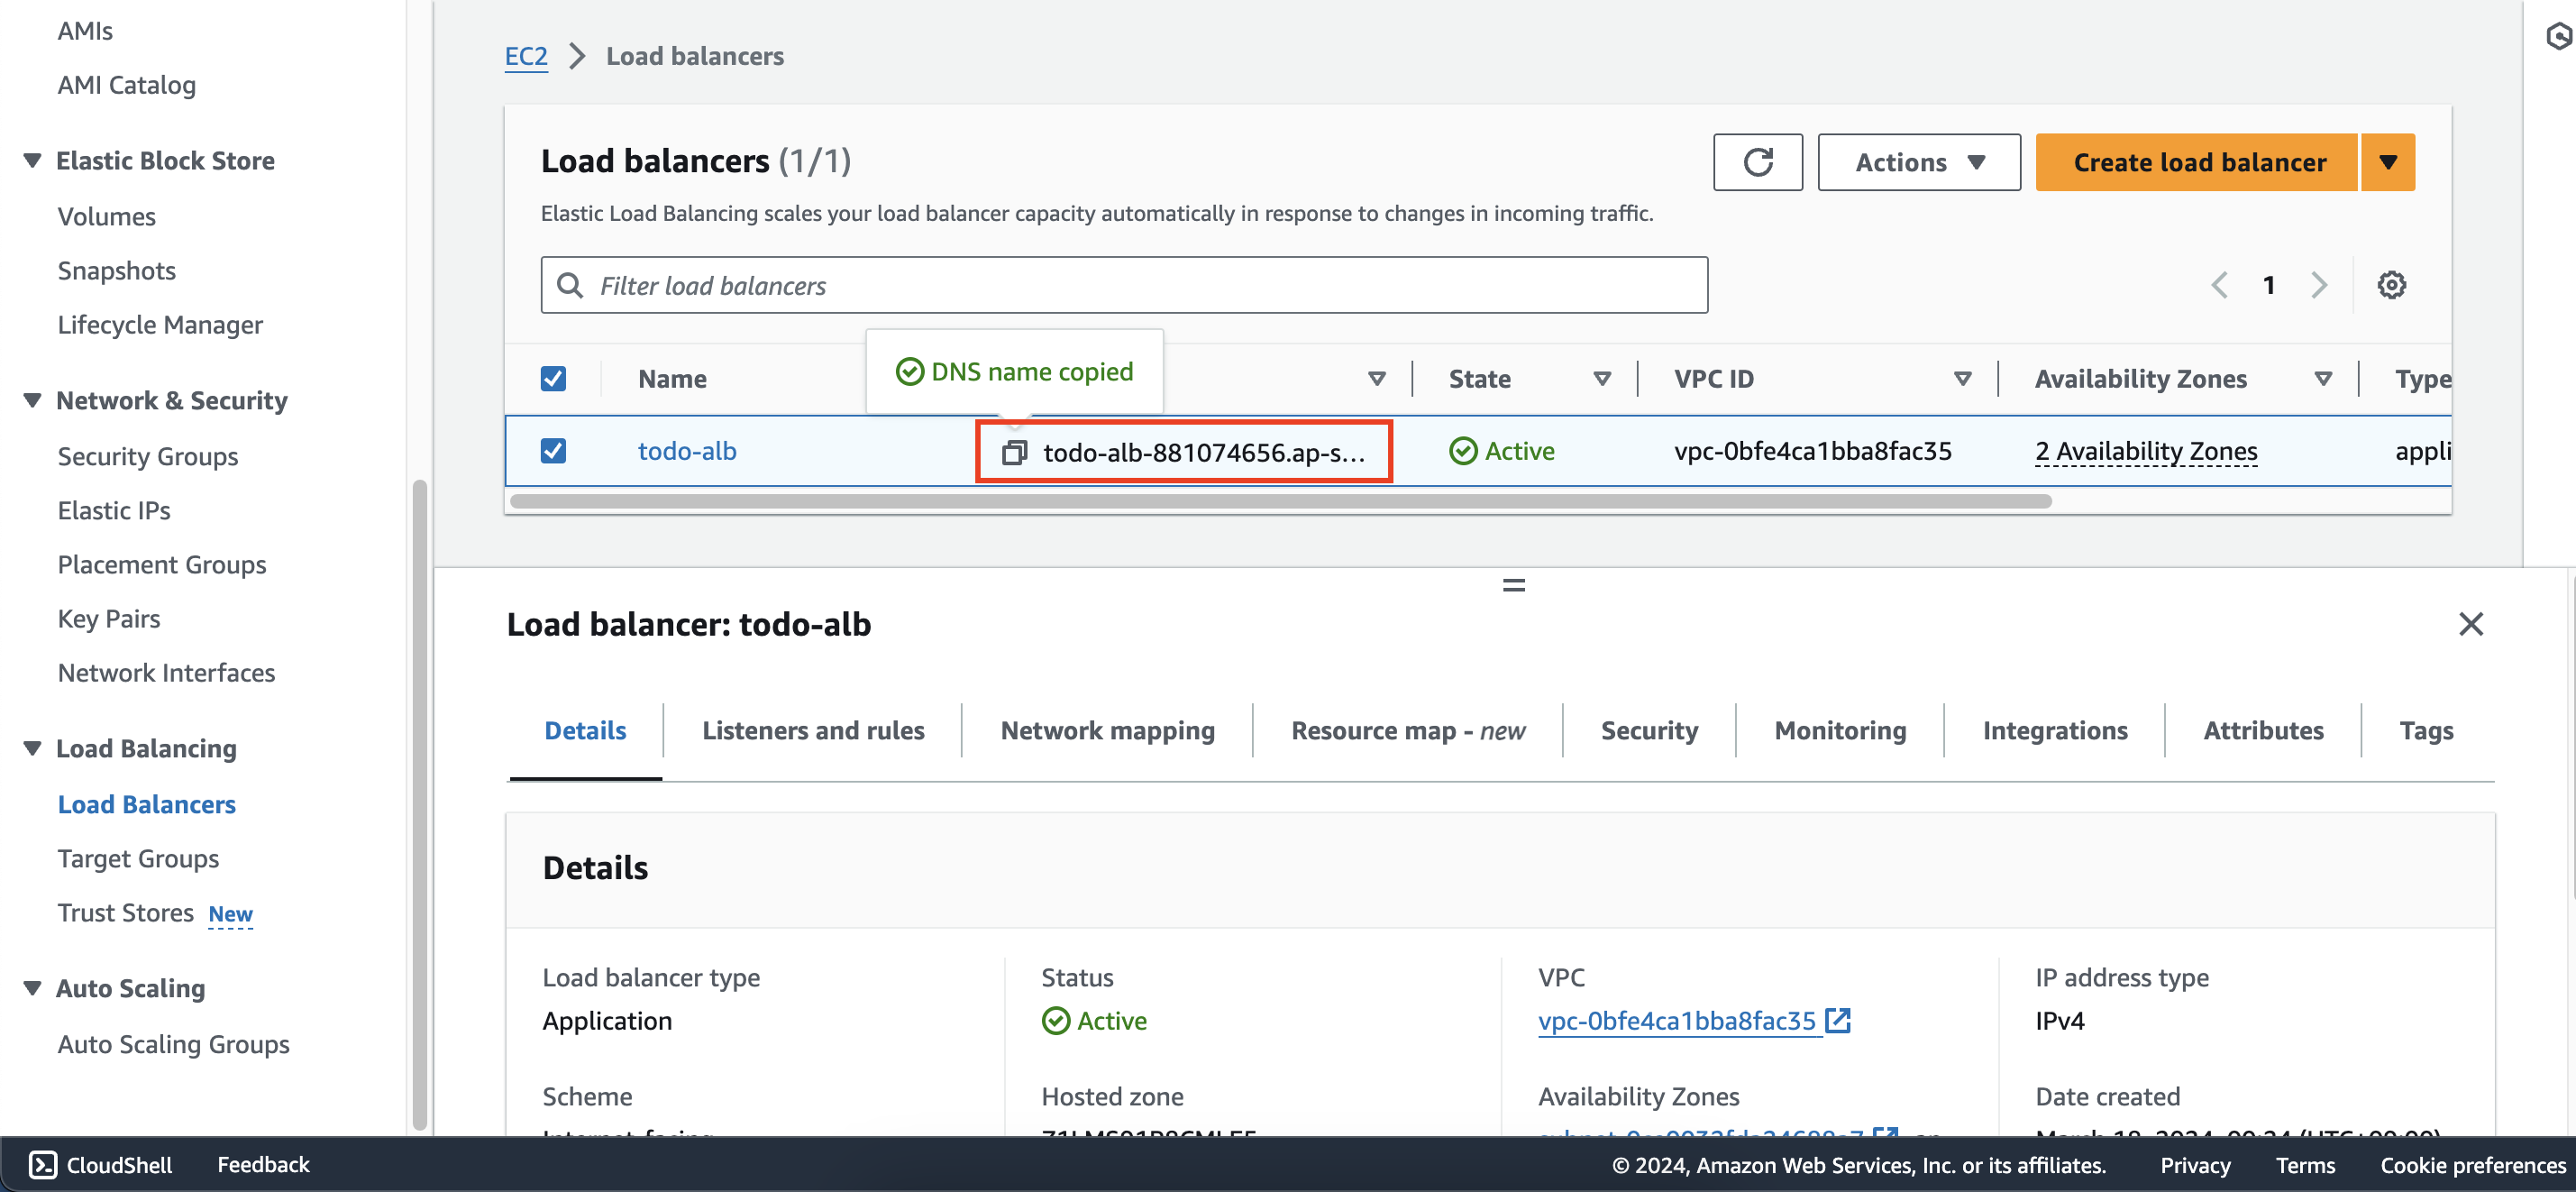 AMIs
AMI Catalog
Elastic Block Store
Volumes
Snapshots
Lifecycle Manager
Network & Security
Security Groups
Elastic IPs
Placement Groups
Key Pairs
Network Interfaces
Load Balancing
Load Balancers
Target Groups
Trust Stores New
Auto Scaling
Auto Scaling Groups
EC2 Load balancers
Load balancers (1/1)
Actions
Create load balancer
Elastic Load Balancing scales your load balancer capacity automatically in response to changes in incoming traffic.
Filter load balancers
1
DNS name copied
Name State VPC ID Availability Zones Type
todo-alb todo-alb-881074656.ap-s... Active vpc-0bfe4ca1bba8fac35 2 Availability Zones appli
Load balancer: todo-alb
Details Listeners and rules Network mapping Resource map - new Security Monitoring Integrations Attributes Tags
Details
Load balancer type Status VPC IP address type
Application Active vpc-0bfe4ca1bba8fac35 IPv4
Scheme Hosted zone Availability Zones Date created
Internet-facing
CloudShell Feedback © 2024, Amazon Web Services, Inc. or its affiliates. Privacy Terms Cookie preferences